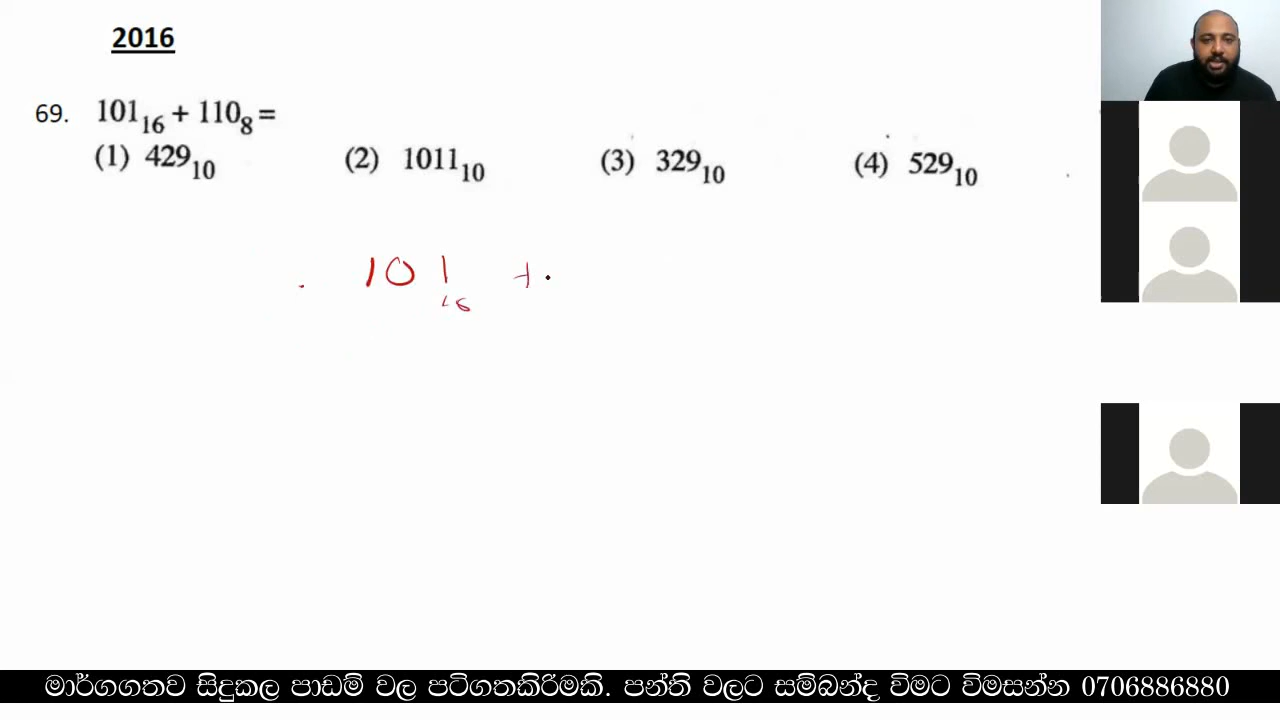 2016
69. 101₁₆ + 110₈ =
(1) 429₁₀ (2) 1011₁₀ (3) 329₁₀ (4) 529₁₀
101₁₆ +
මාර්ගගතව සිදුකල පාඩම් වල පටිගතකිරිමකි. පන්ති වලට සම්බන්ද විමට විමසන්න 0706886880